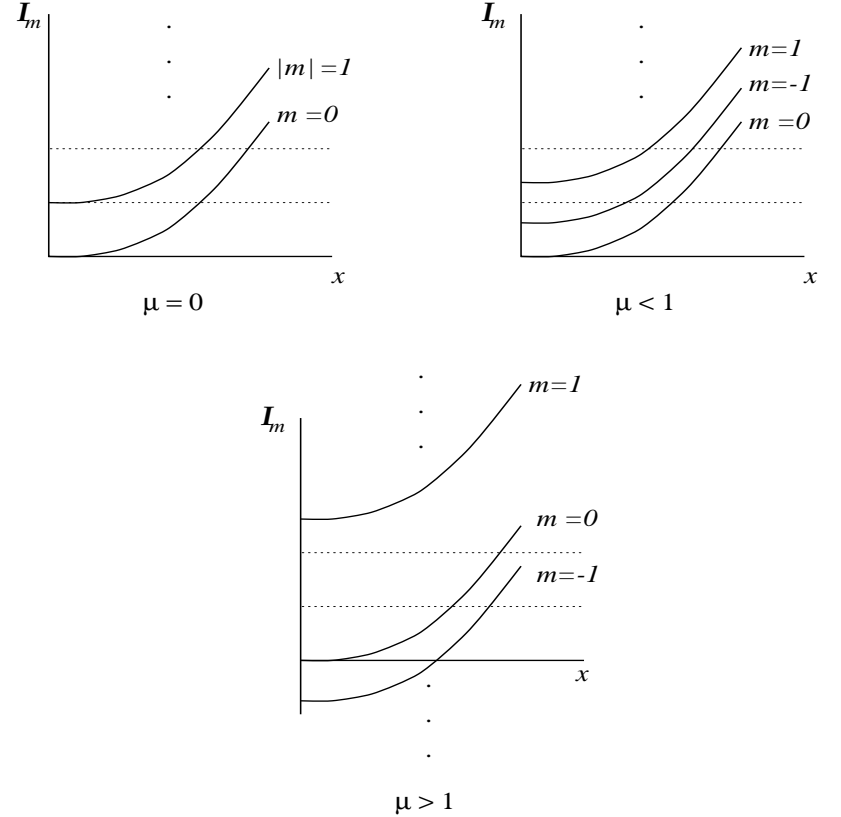 I_m
|m| =1
m =0
x
μ = 0
I_m
m=1
m=-1
m =0
x
μ < 1
I_m
m=1
m =0
m=-1
x
μ > 1